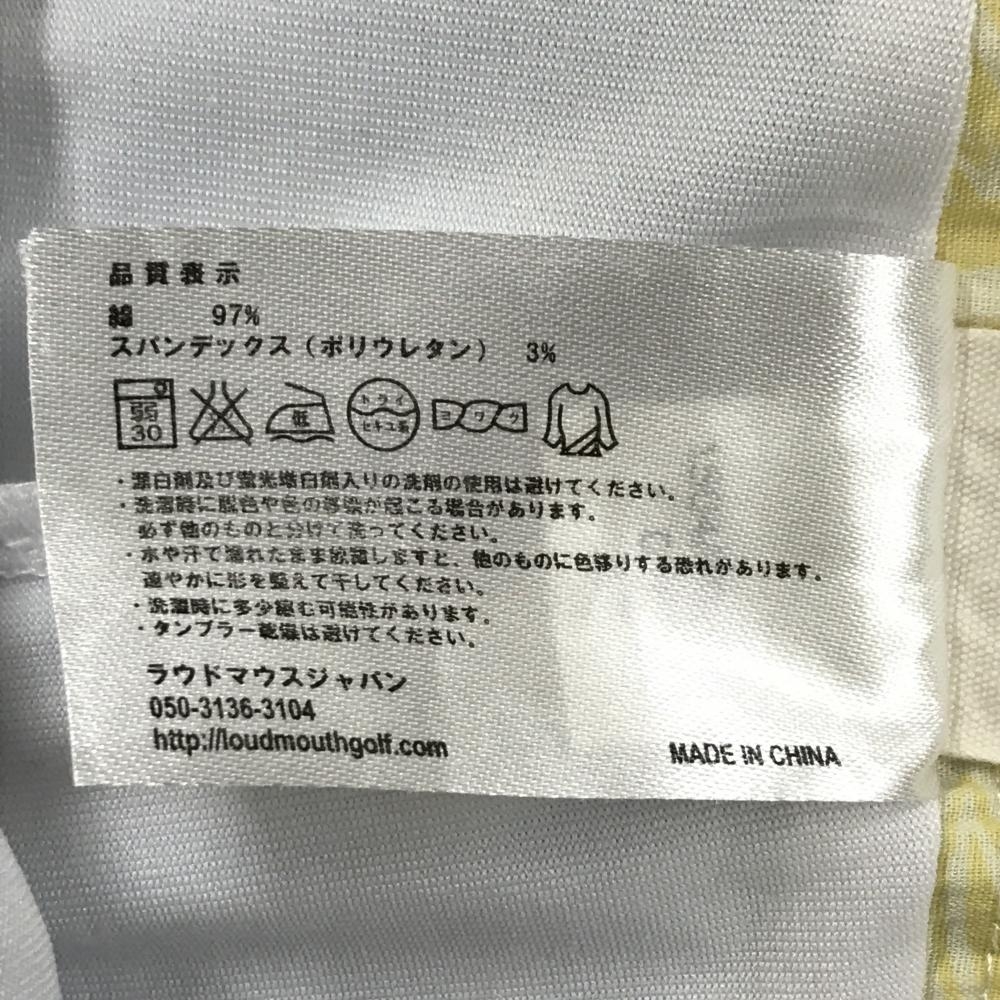 品質表示
綿 97%
スパンデックス（ポリウレタン） 3%
30
低
ドライ
セキユ系
ヨワク
・漂白剤及び蛍光増白剤入りの洗剤の使用は避けてください。
・洗濯時に脱色や色の移染が起こる場合があります。
必ず他のものと分けて洗ってください。
・水や汗で濡れたまま放置しますと、他のものに色移りする恐れがあります。
速やかに形を整えて干してください。
・洗濯時に多少縮む可能性があります。
・タンブラー乾燥は避けてください。
ラウドマウスジャパン
050-3136-3104
http://loudmouthgolf.com
MADE IN CHINA